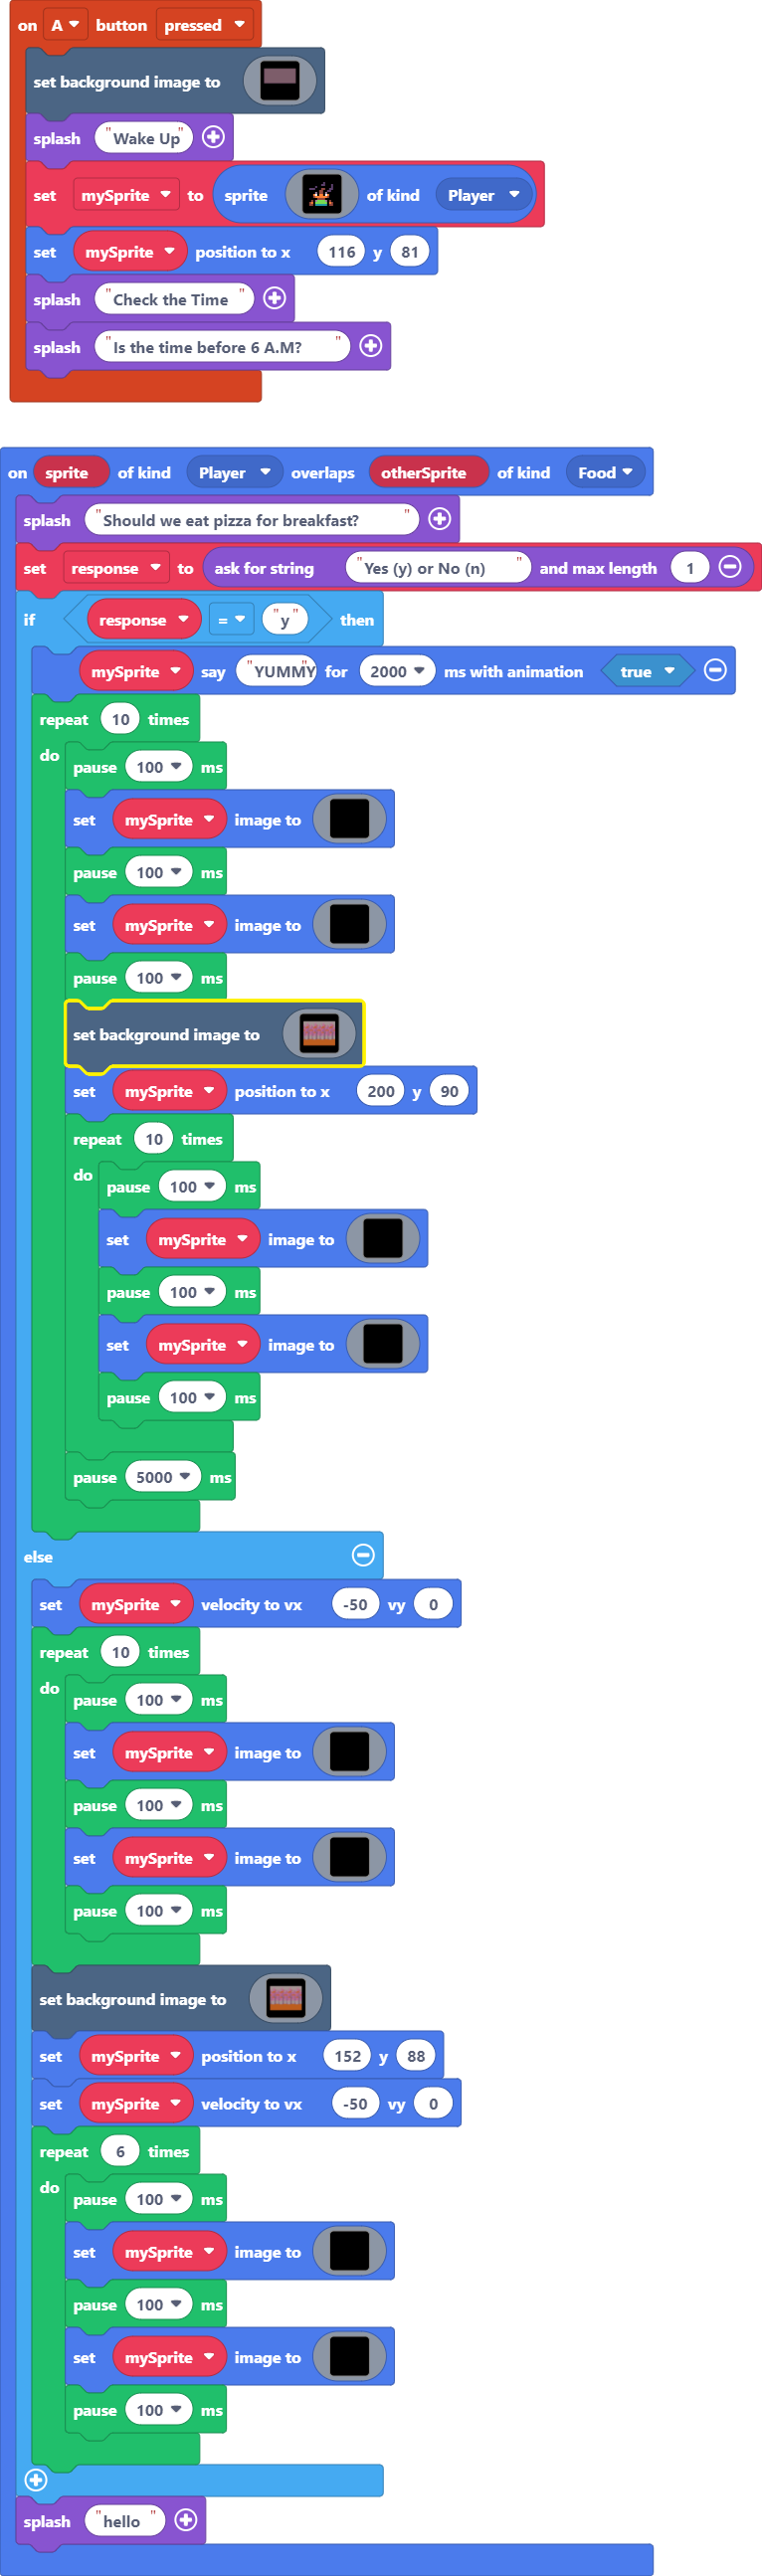 on A button pressed
set background image to
splash "Wake Up"
set mySprite to sprite of kind Player
set mySprite position to x 116 y 81
splash "Check the Time "
splash "Is the time before 6 A.M? "
on sprite of kind Player overlaps otherSprite of kind Food
splash "Should we eat pizza for breakfast? "
set response to ask for string "Yes (y) or No (n) " and max length 1
if response = "y" then
mySprite say "YUMMY" for 2000 ms with animation true
repeat 10 times
do pause 100 ms
set mySprite image to
pause 100 ms
set mySprite image to
pause 100 ms
set background image to
set mySprite position to x 200 y 90
repeat 10 times
do pause 100 ms
set mySprite image to
pause 100 ms
set mySprite image to
pause 100 ms
pause 5000 ms
else
set mySprite velocity to vx -50 vy 0
repeat 10 times
do pause 100 ms
set mySprite image to
pause 100 ms
set mySprite image to
pause 100 ms
set background image to
set mySprite position to x 152 y 88
set mySprite velocity to vx -50 vy 0
repeat 6 times
do pause 100 ms
set mySprite image to
pause 100 ms
set mySprite image to
pause 100 ms
splash "hello "